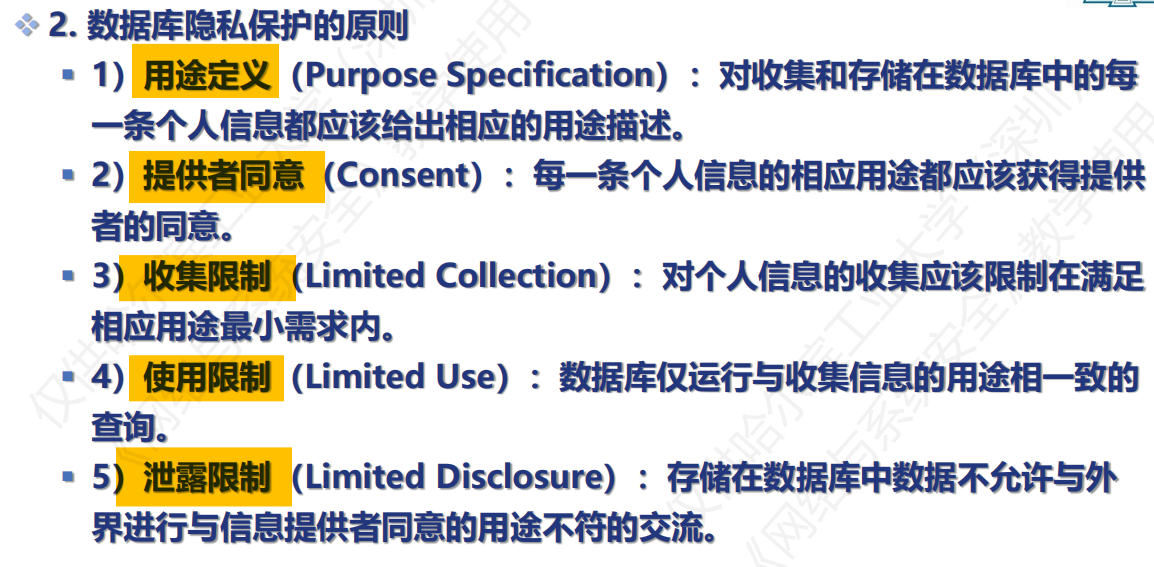 2. 数据库隐私保护的原则
1）用途定义（Purpose Specification）：对收集和存储在数据库中的每
一条个人信息都应该给出相应的用途描述。
2）提供者同意（Consent）：每一条个人信息的相应用途都应该获得提供
者的同意。
3）收集限制（Limited Collection）：对个人信息的收集应该限制在满足
相应用途最小需求内。
4）使用限制（Limited Use）：数据库仅运行与收集信息的用途相一致的
查询。
5）泄露限制（Limited Disclosure）：存储在数据库中数据不允许与外
界进行与信息提供者同意的用途不符的交流。